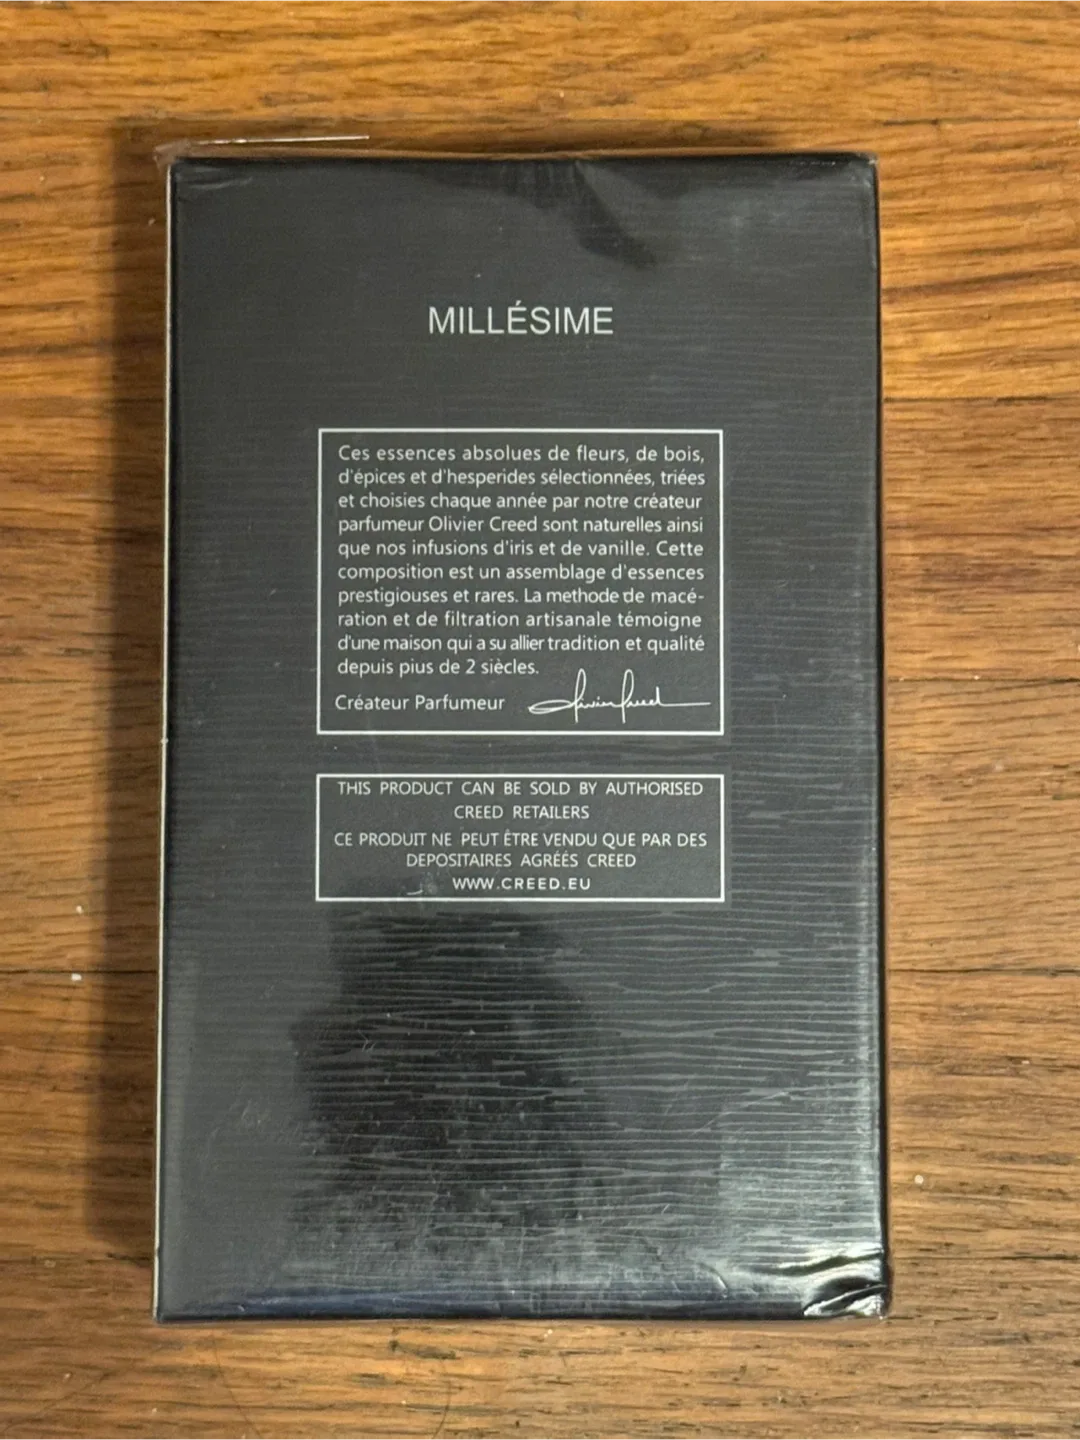 MILLÉSIME
Ces essences absolues de fleurs, de bois,
d'épices et d'hesperides sélectionnées, triées
et choisies chaque année par notre créateur
parfumeur Olivier Creed sont naturelles ainsi
que nos infusions d'iris et de vanille. Cette
composition est un assemblage d'essences
prestigiouses et rares. La methode de macé-
ration et de filtration artisanale témoigne
d'une maison qui a su allier tradition et qualité
depuis pius de 2 siècles.
Créateur Parfumeur Olivier Creed
THIS PRODUCT CAN BE SOLD BY AUTHORISED
CREED RETAILERS
CE PRODUIT NE PEUT ÊTRE VENDU QUE PAR DES
DEPOSITAIRES AGRÉÉS CREED
WWW.CREED.EU